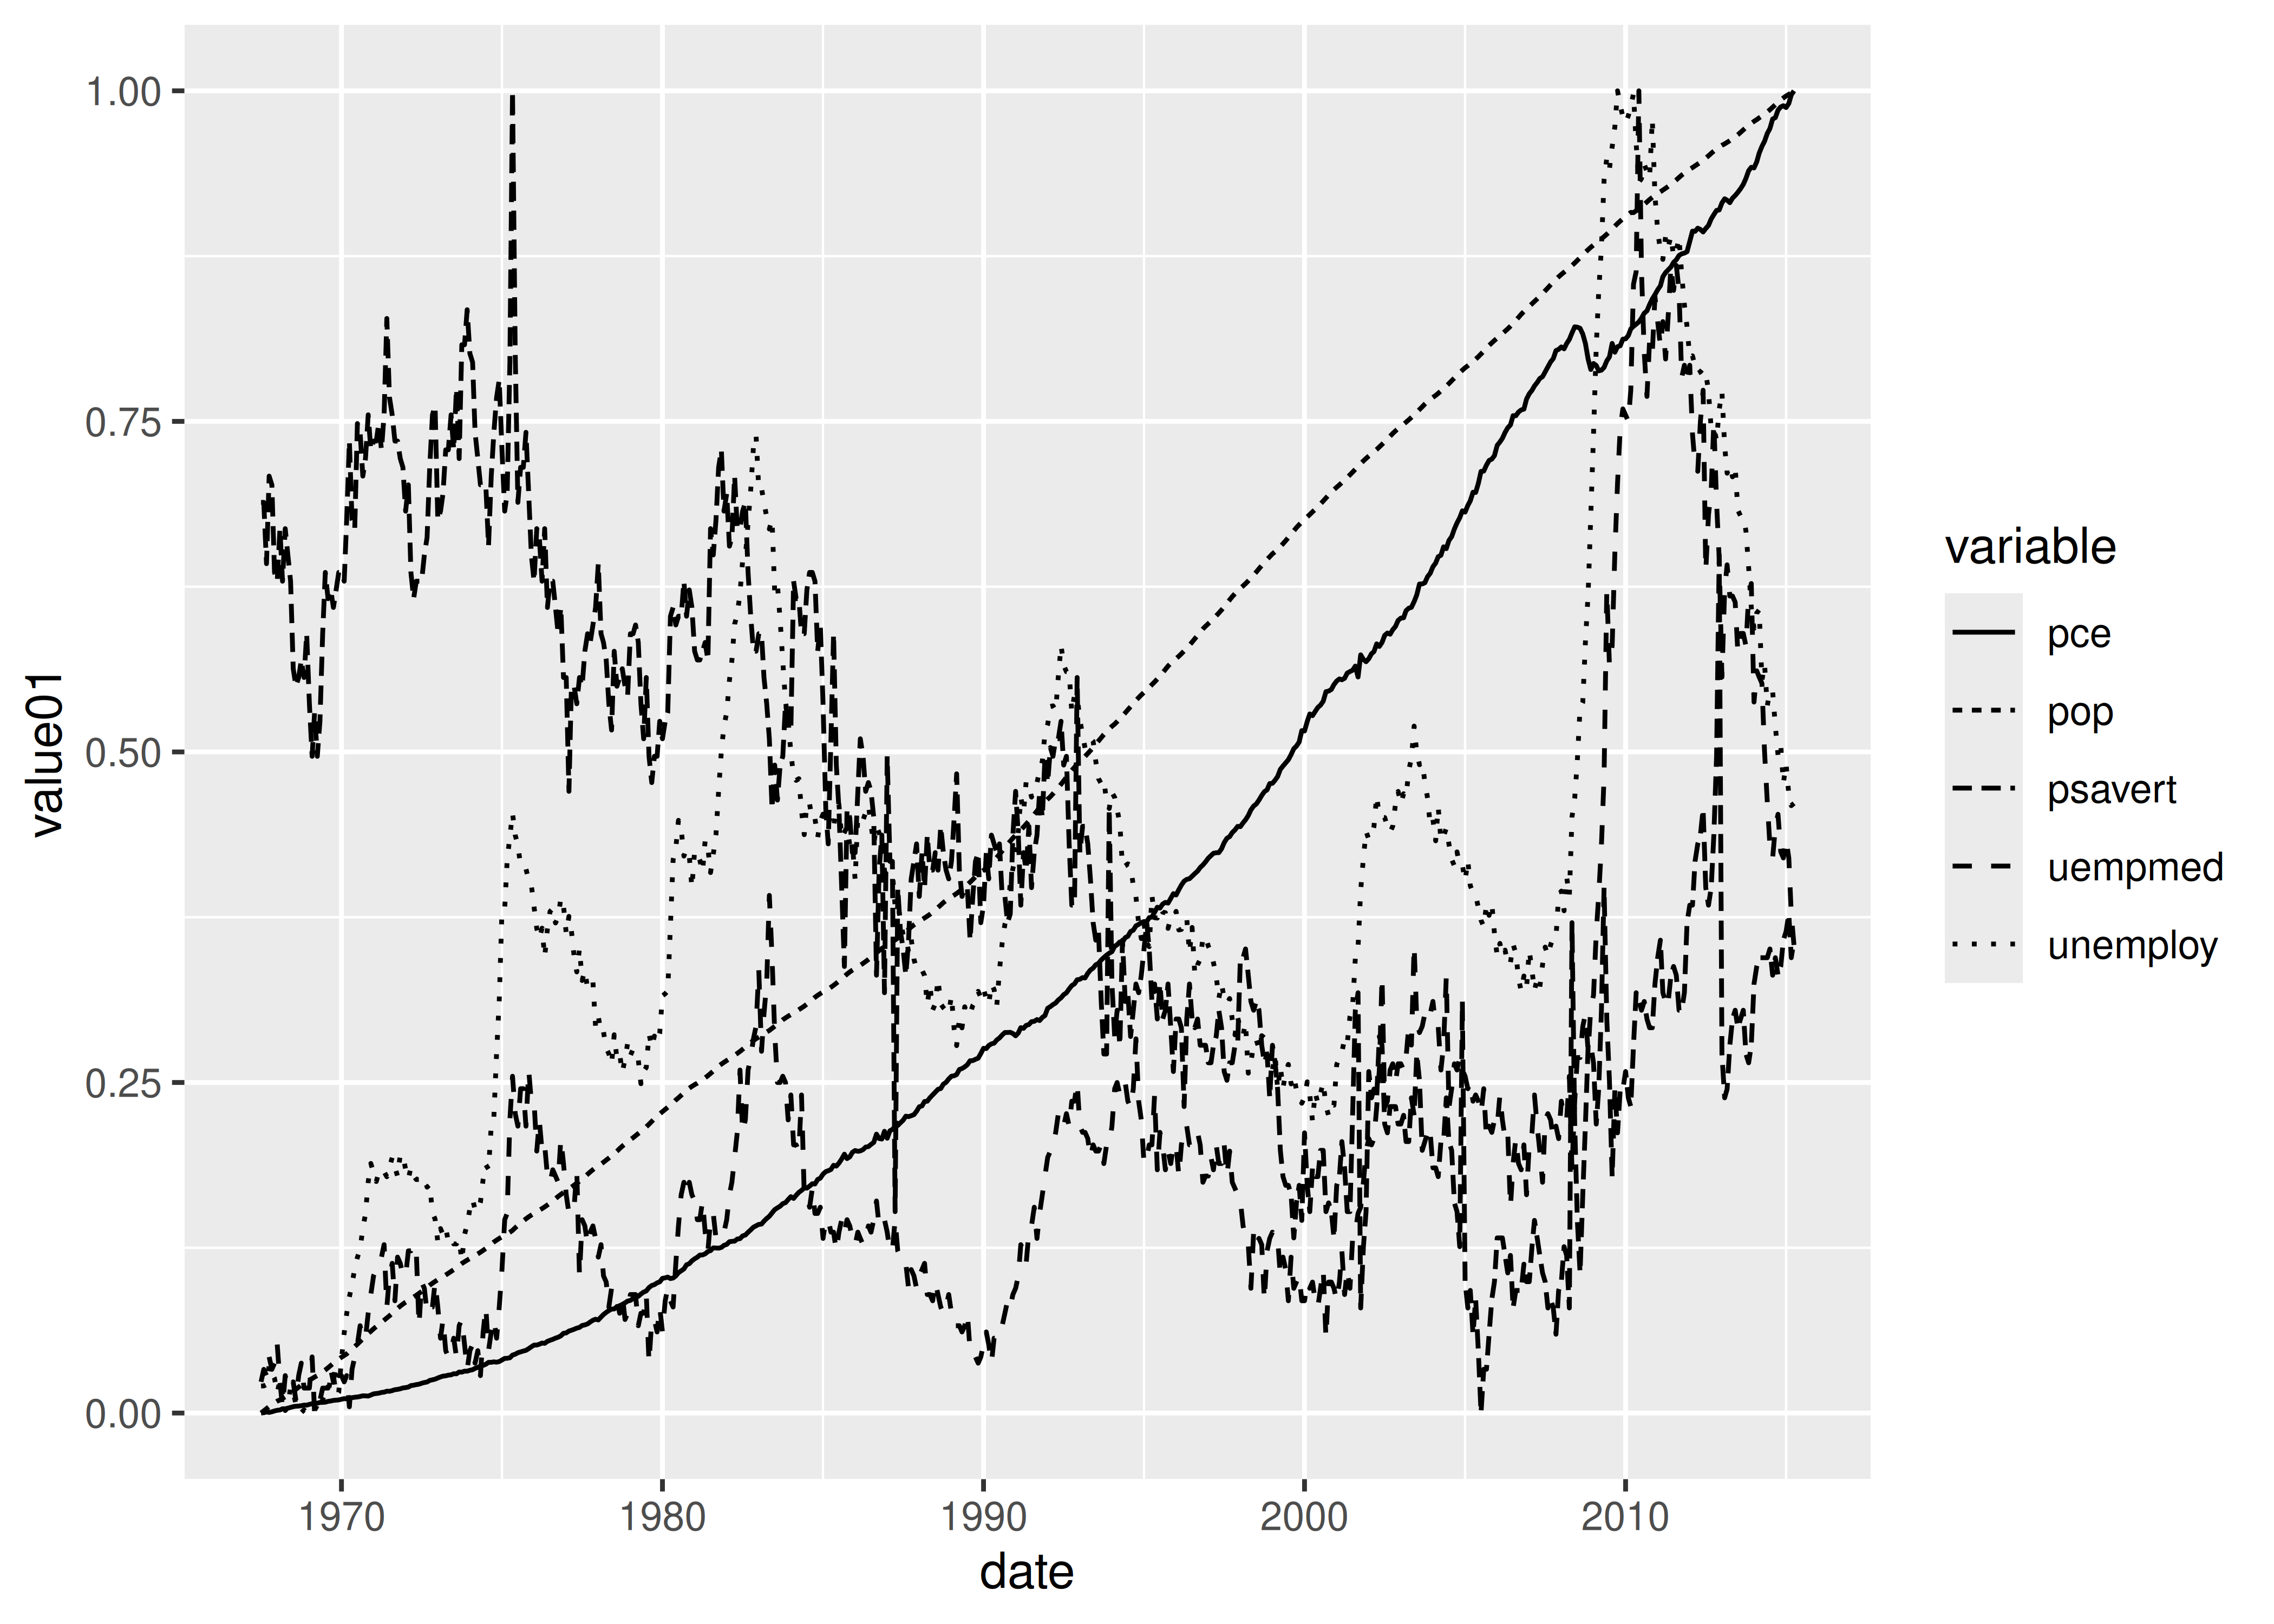 1.00
0.75
0.50
0.25
0.00
value01
1970 1980 1990 2000 2010
date
variable
pce
pop
psavert
uempmed
unemploy